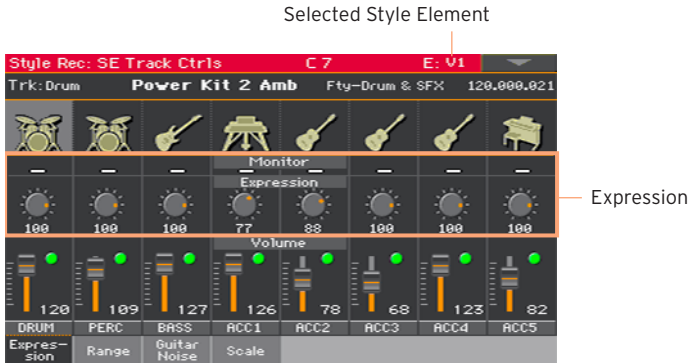 Selected Style Element
Style Rec: SE Track Ctrls C 7 E: V1
Trk:Drum Power Kit 2 Amb Fty-Drum & SFX 120.000.021
Monitor
Expression
Expression
100 100 100 77 88 100 100 100
Volume
120 109 127 126 78 68 123 82
DRUM PERC BASS ACC1 ACC2 ACC3 ACC4 ACC5
Expres-
sion Range Guitar
Noise Scale